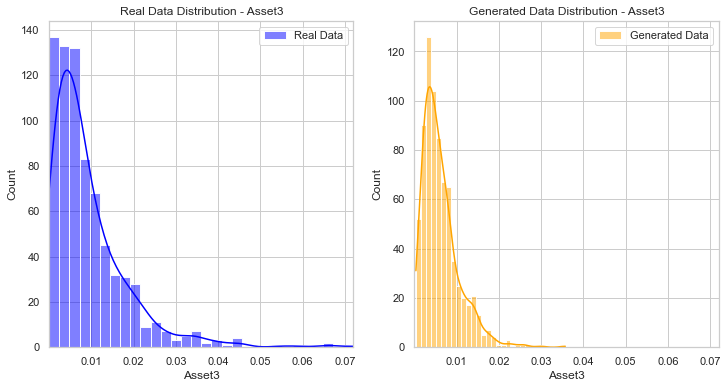 Real Data Distribution - Asset3
Real Data
140
120
100
80
60
40
20
0
Count
0.01 0.02 0.03 0.04 0.05 0.06 0.07
Asset3
Generated Data Distribution - Asset3
Generated Data
120
100
80
60
40
20
0
Count
0.01 0.02 0.03 0.04 0.05 0.06 0.07
Asset3